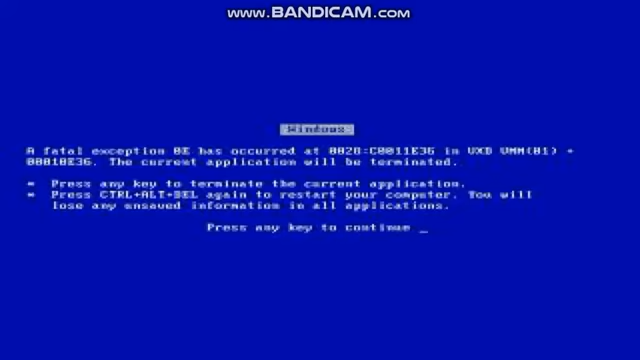 www.BANDICAM.com
Windows
A fatal exception 0E has occurred at 0028:C0011E36 in VXD VMM(01) +
00010E36. The current application will be terminated.
* Press any key to terminate the current application.
* Press CTRL+ALT+DEL again to restart your computer. You will
lose any unsaved information in all applications.
Press any key to continue _